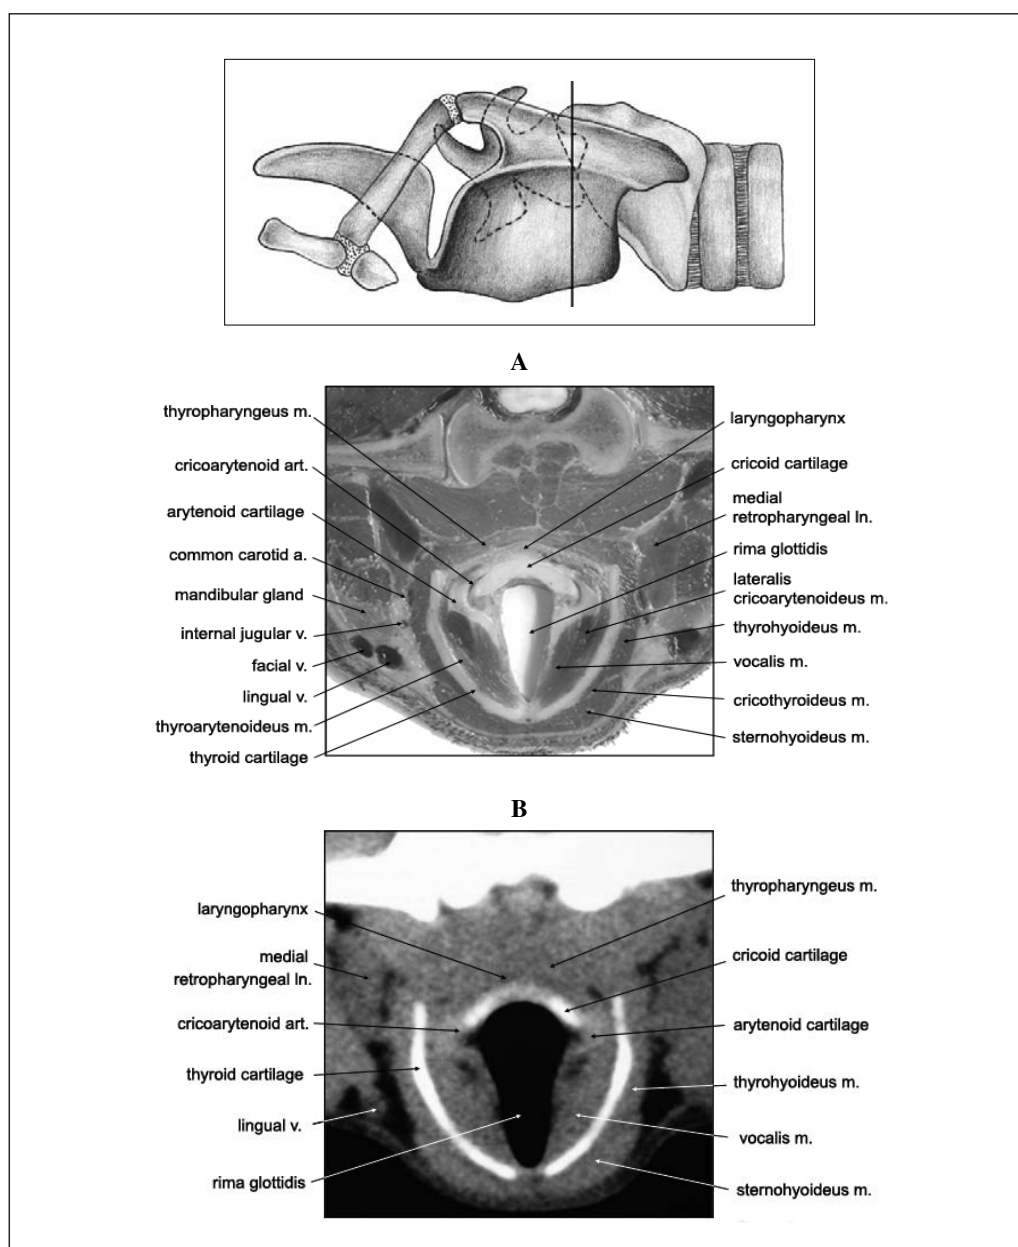 A
thyropharyngeus m.
cricoarytenoid art.
arytenoid cartilage
common carotid a.
mandibular gland
internal jugular v.
facial v.
lingual v.
thyroarytenoideus m.
thyroid cartilage
laryngopharynx
cricoid cartilage
medial
retropharyngeal ln.
rima glottidis
lateralis
cricoarytenoideus m.
thyrohyoideus m.
vocalis m.
cricothyroideus m.
sternohyoideus m.
B
laryngopharynx
medial
retropharyngeal ln.
cricoarytenoid art.
thyroid cartilage
lingual v.
rima glottidis
thyropharyngeus m.
cricoid cartilage
arytenoid cartilage
thyrohyoideus m.
vocalis m.
sternohyoideus m.